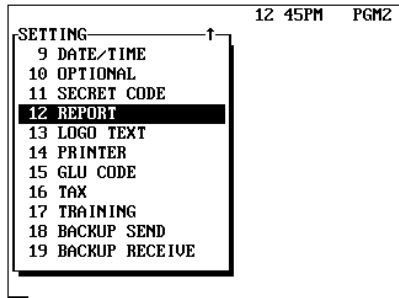 12 45PM PGM2
SETTING ↑
9 DATE/TIME
10 OPTIONAL
11 SECRET CODE
12 REPORT
13 LOGO TEXT
14 PRINTER
15 GLU CODE
16 TAX
17 TRAINING
18 BACKUP SEND
19 BACKUP RECEIVE